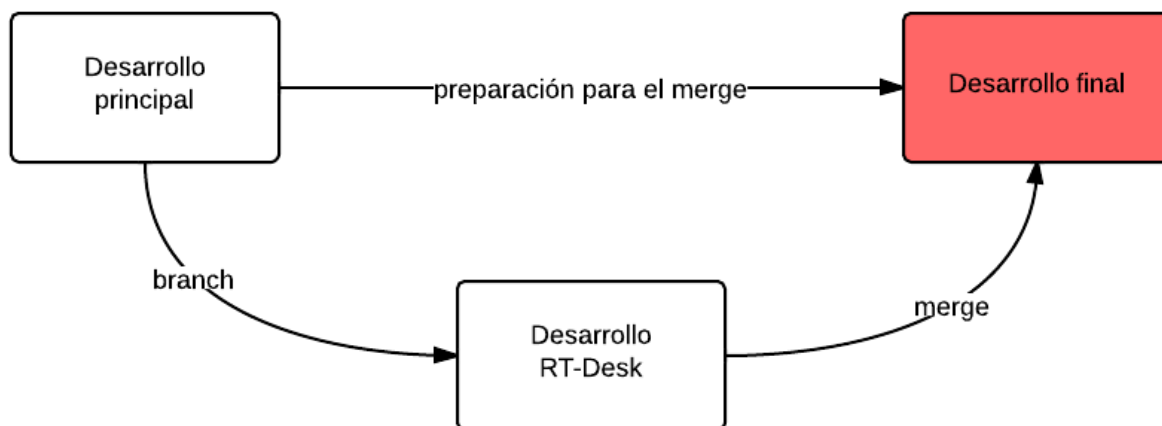 Desarrollo
principal
preparación para el merge
Desarrollo final
branch
Desarrollo
RT-Desk
merge